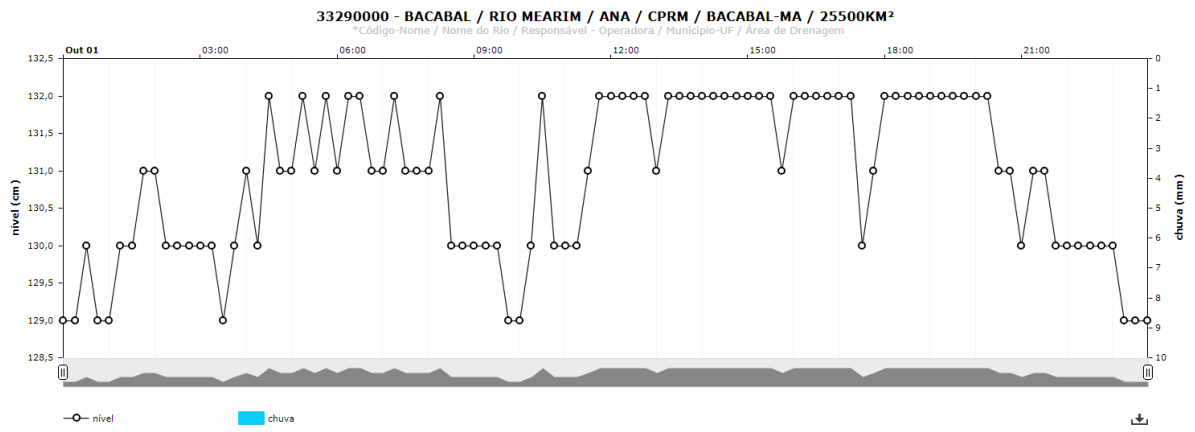 33290000 - BACABAL / RIO MEARIM / ANA / CPRM / BACABAL-MA / 25500KM²
*Código-Nome / Nome do Rio / Responsável - Operadora / Município-UF / Área de Drenagem
Out 01 03:00 06:00 09:00 12:00 15:00 18:00 21:00
132,5 0
132,0 1
131,5 2
3
131,0 4
130,5 5
130,0 6
7
129,5 8
129,0 9
128,5 10
nível (cm)
chuva (mm)
nível chuva